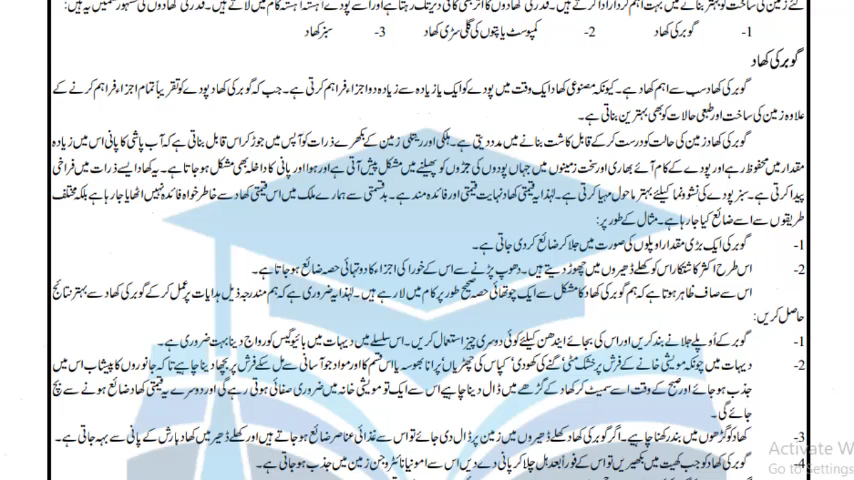 لئے زمین کی ساخت کو بہتر بنانے میں بہت اہم کردار ادا کرتے ہیں۔ قدرتی کھادوں کا اثر بھی کافی دیر تک رہتا ہے اور اسے پودے آہستہ آہستہ کام میں لاتے ہیں۔ قدرتی کھادوں کی مشہور قسمیں یہ ہیں:
1- گوبر کی کھاد 2- کمپوسٹ یا پتوں کی گلی سڑی کھاد 3- سبز کھاد
گوبر کی کھاد
گوبر کی کھاد سب سے اہم کھاد ہے۔ کیونکہ مصنوعی کھاد ایک وقت میں پودے کو ایک یا زیادہ سے زیادہ دو اجزاء فراہم کرتی ہے۔ جب کہ گوبر کی کھاد پودے کو تقریباً تمام اجزاء فراہم کرنے کے
علاوہ زمین کی ساخت اور طبعی حالات کو بھی بہترین بناتی ہے۔
گوبر کی کھاد زمین کی حالت کو درست کر کے قابل کاشت بنانے میں مدد دیتی ہے۔ ہلکی اور ریتلی زمین کے بکھرے ذرات کو آپس میں جوڑ کر اس قابل بناتی ہے کہ آب پاشی کا پانی اس میں زیادہ
مقدار میں محفوظ رہے اور پودے کے کام آئے بھاری اور سخت زمینوں میں جہاں پودوں کی جڑوں کو پھیلنے میں مشکل پیش آتی ہے اور ہوا اور پانی کا داخلہ بھی مشکل ہو جاتا ہے۔ یہ کھاد ایسے ذرات میں فراخی
پیدا کرتی ہے۔ سبز پودے کی نشوونما کیلئے بہتر ماحول مہیا کرتی ہے۔ لہٰذا یہ قیمتی کھاد نہایت قیمتی اور فائدہ مند ہے۔ بدقسمتی سے ہمارے ملک میں اس قیمتی کھاد سے خاطر خواہ فائدہ نہیں اٹھایا جا رہا ہے بلکہ مختلف
طریقوں سے اسے ضائع کیا جا رہا ہے۔ مثال کے طور پر:
1- گوبر کی ایک بڑی مقدار اوپلوں کی صورت میں جلا کر ضائع کر دی جاتی ہے۔
2- اس طرح اکثر کاشتکار اس کو کھلے ڈھیروں میں چھوڑ دیتے ہیں۔ دھوپ پڑنے سے اس کے خوراکی اجزاء کا دو تہائی حصہ ضائع ہو جاتا ہے۔
اس سے صاف ظاہر ہوتا ہے کہ ہم گوبر کی کھاد کا مشکل سے ایک چوتھائی حصہ صحیح طور پر کام میں لا رہے ہیں۔ لہٰذا یہ ضروری ہے کہ ہم مندرجہ ذیل ہدایات پر عمل کر کے گوبر کی کھاد سے بہتر نتائج
حاصل کریں:
1- گوبر کے اُوپلے جلانے بند کریں اور اس کی بجائے ایندھن کیلئے کوئی دوسری چیز استعمال کریں۔ اس سلسلے میں دیہات میں بائیو گیس کو رواج دینا بہت ضروری ہے۔
2- دیہات میں چونکہ مویشی خانے کے فرش پر خشک مٹی‘ گنے کی کھوری‘ کپاس کی چھڑیاں‘ پرانا بھوسہ یا اس قسم کا اور مواد جو آسانی سے مل سکے فرش پر بچھا دینا چاہیے تاکہ جانوروں کا پیشاب اس میں
جذب ہو جائے اور صبح کے وقت اسے سمیٹ کر کھاد کے گڑھے میں ڈال دینا چاہیے اس سے ایک تو مویشی خانہ میں ضروری صفائی ہوتی رہے گی اور دوسرے یہ قیمتی کھاد ضائع ہونے سے بچ
جائے گی۔
3- کھاد کو گڑھوں میں بند رکھنا چاہیے۔ اگر گوبر کی کھاد کھلے ڈھیروں میں زمین پر ڈال دی جائے تو اس سے غذائی عناصر ضائع ہو جاتے ہیں اور کھلے ڈھیر میں کھاد بارش کے پانی سے بہہ جاتی ہے۔
4- گوبر کی کھاد کو جب کھیت میں بکھیریں تو اس کے فوراً بعد ہل چلا کر پانی دے دیں اس سے امونیا نائٹروجن زمین میں جذب ہو جاتی ہے۔
Activate W
Go to Settings